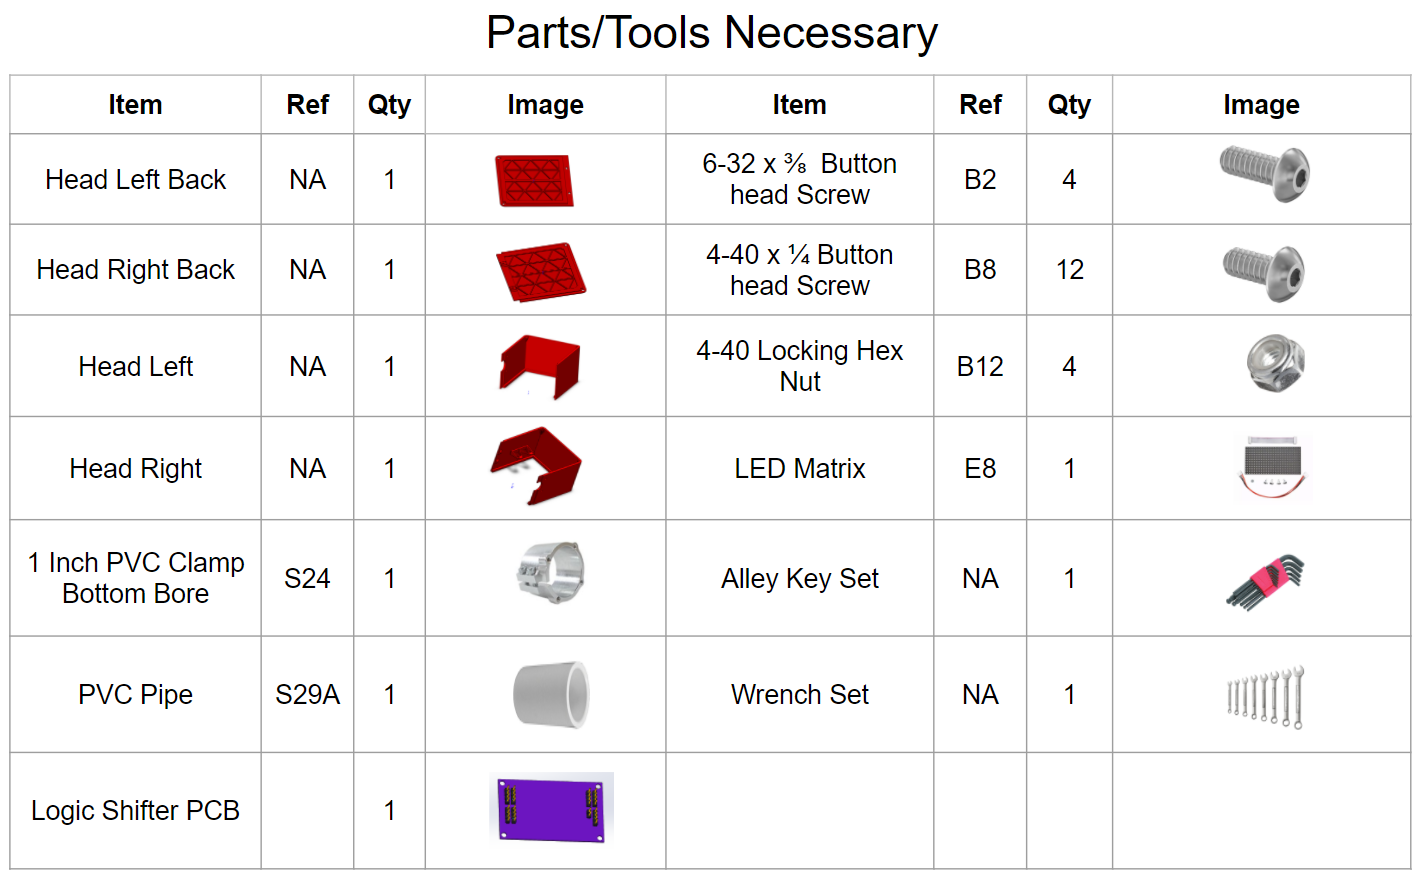 Parts/Tools Necessary
Item Ref Qty Image Item Ref Qty Image
Head Left Back NA 1 6-32 x ⅜ Button
head Screw B2 4
Head Right Back NA 1 4-40 x ¼ Button
head Screw B8 12
Head Left NA 1 4-40 Locking Hex
Nut B12 4
Head Right NA 1 LED Matrix E8 1
1 Inch PVC Clamp
Bottom Bore S24 1 Alley Key Set NA 1
PVC Pipe S29A 1 Wrench Set NA 1
Logic Shifter PCB 1